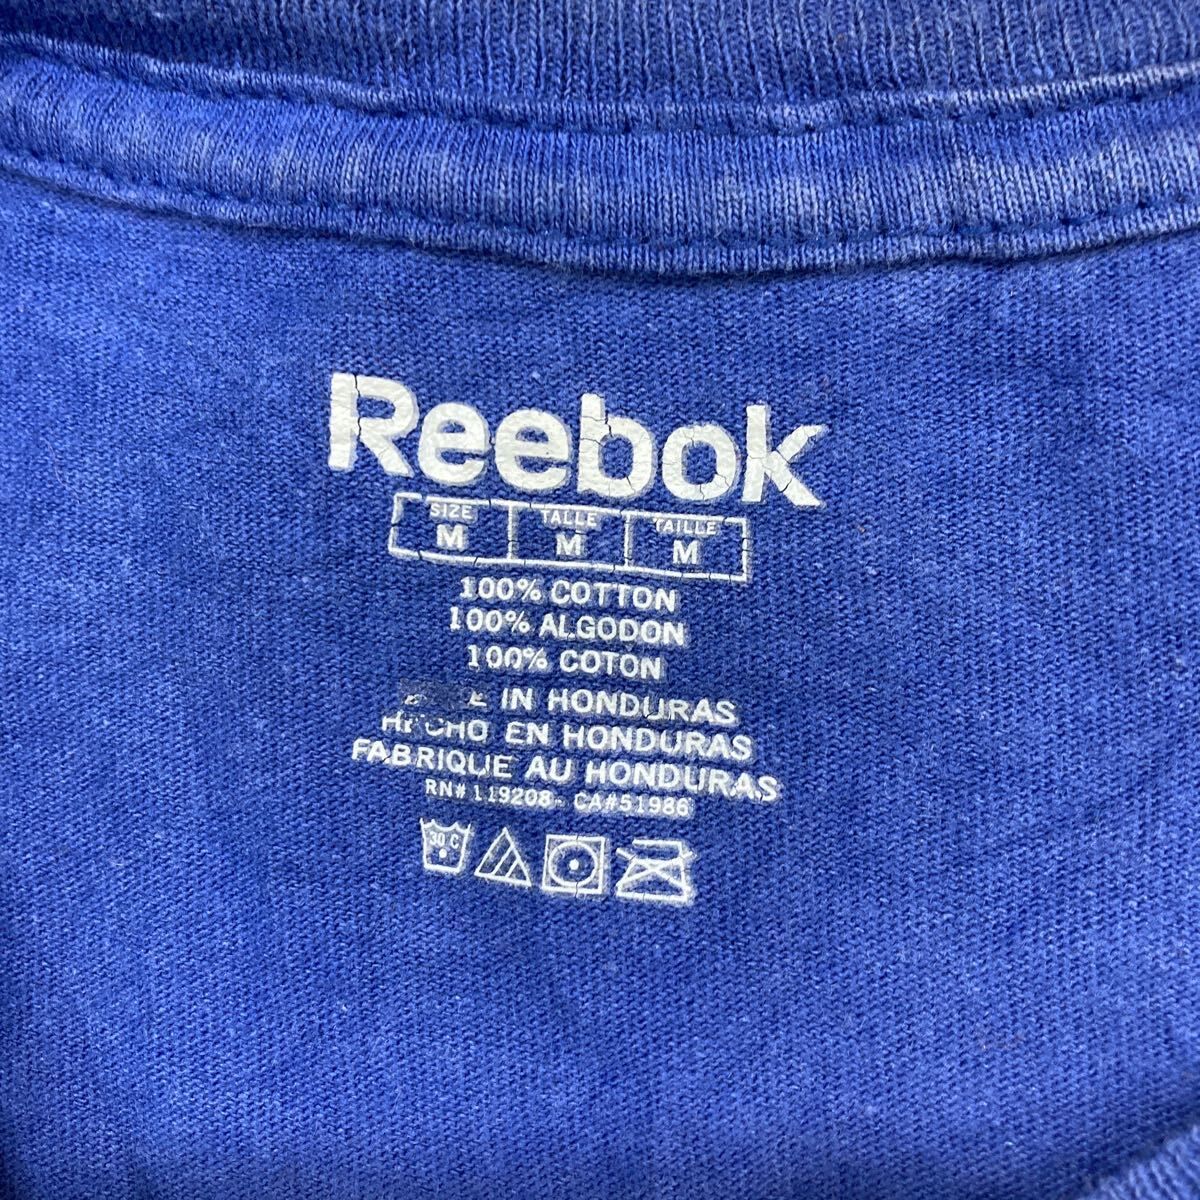 Reebok
SIZE TALLE TAILLE
M M M
100% COTTON
100% ALGODON
100% COTON
IN HONDURAS
HECHO EN HONDURAS
FABRIQUE AU HONDURAS
RN# 119208 - CA#51986
30 C